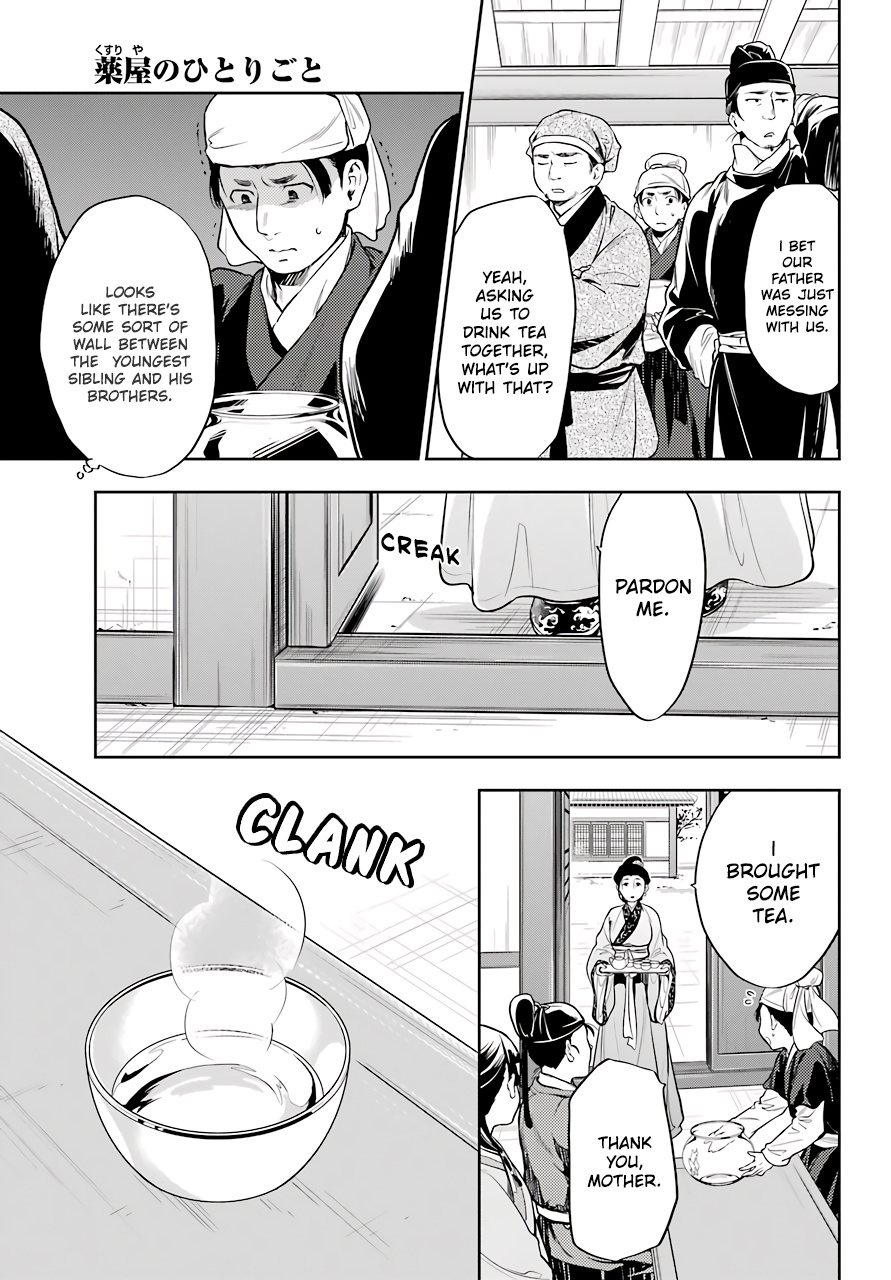 くすり や
薬屋のひとりごと
I BET
OUR
FATHER
WAS JUST
MESSING
WITH US.
YEAH,
ASKING
US TO
DRINK TEA
TOGETHER,
WHAT'S UP
WITH THAT?
LOOKS
LIKE THERE'S
SOME SORT OF
WALL BETWEEN
THE YOUNGEST
SIBLING AND HIS
BROTHERS.
CREAK
PARDON
ME.
I
BROUGHT
SOME
TEA.
THANK
YOU,
MOTHER.
CLANK